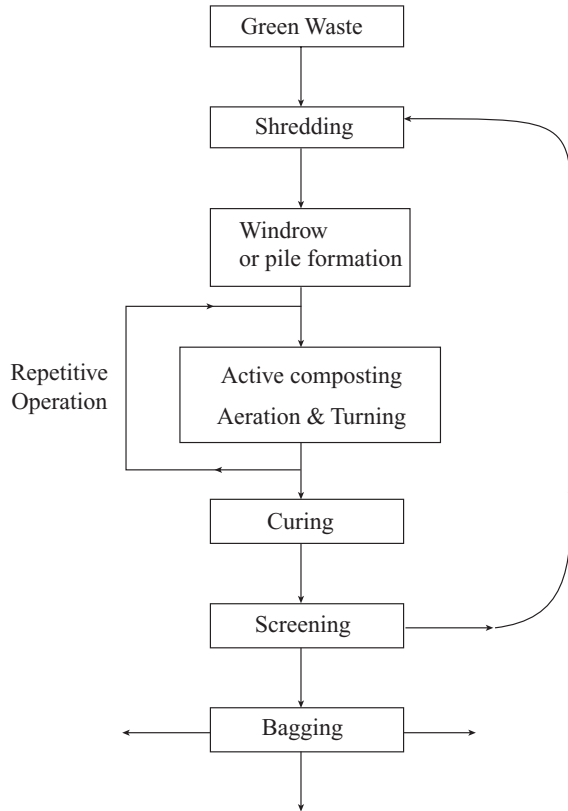 Green Waste
Shredding
Windrow
or pile formation
Repetitive
Operation
Active composting
Aeration & Turning
Curing
Screening
Bagging